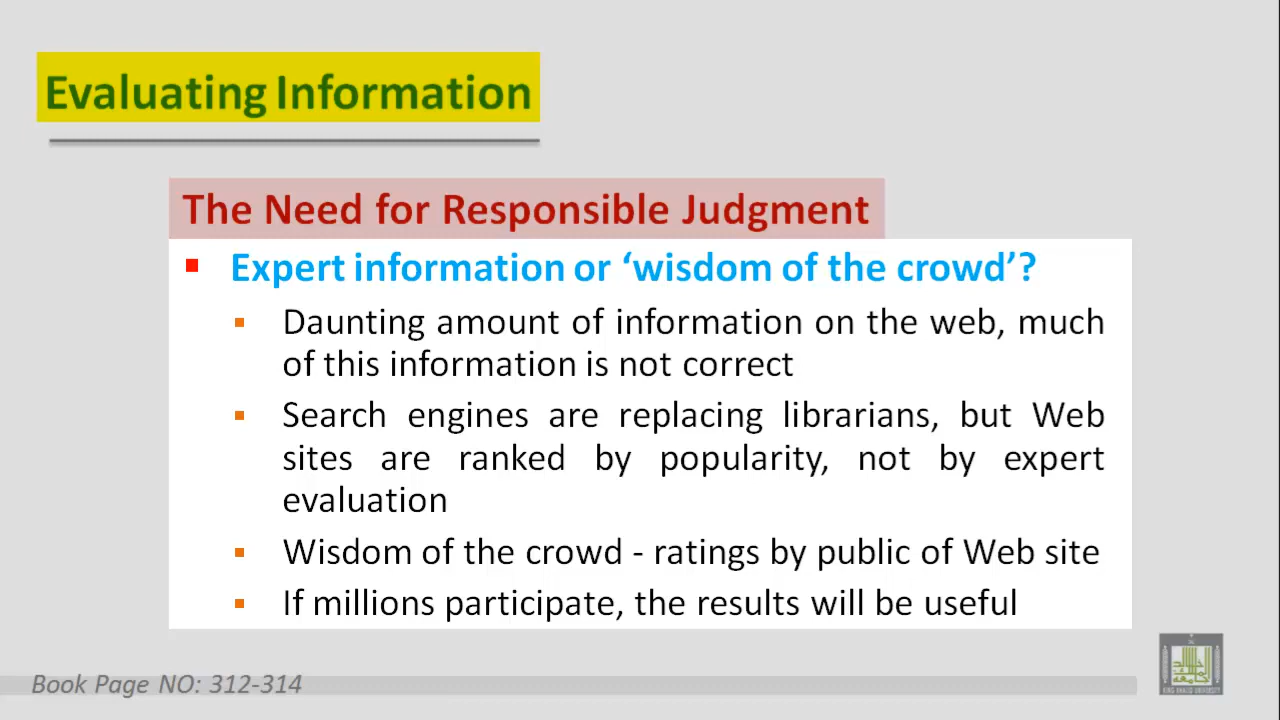 Evaluating Information
The Need for Responsible Judgment
Expert information or ‘wisdom of the crowd’?
Daunting amount of information on the web, much
of this information is not correct
Search engines are replacing librarians, but Web
sites are ranked by popularity, not by expert
evaluation
Wisdom of the crowd - ratings by public of Web site
If millions participate, the results will be useful
Book Page NO: 312-314
KING KHALID UNIVERSITY